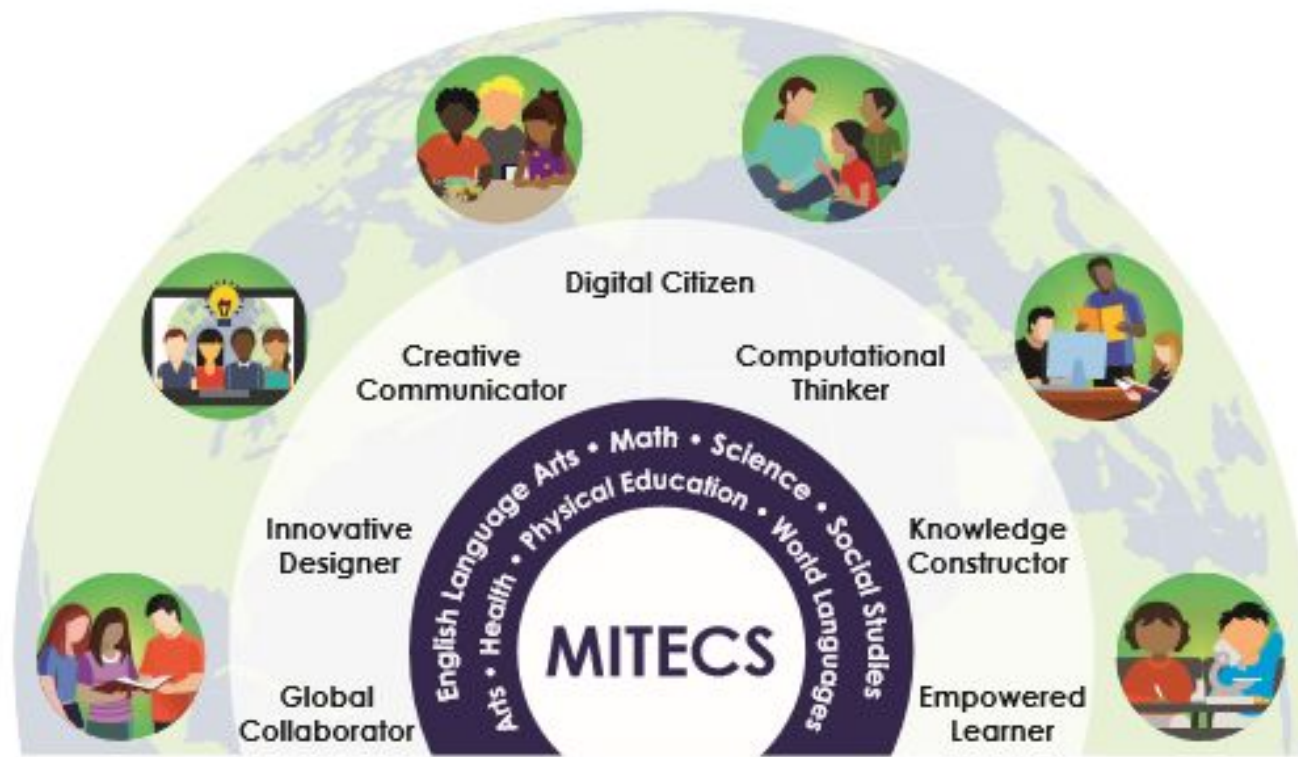 Digital Citizen
Creative
Communicator
Computational
Thinker
Innovative
Designer
Knowledge
Constructor
Global
Collaborator
Empowered
Learner
English Language Arts • Math • Science • Social Studies
Arts • Health • Physical Education • World Languages
MITECS